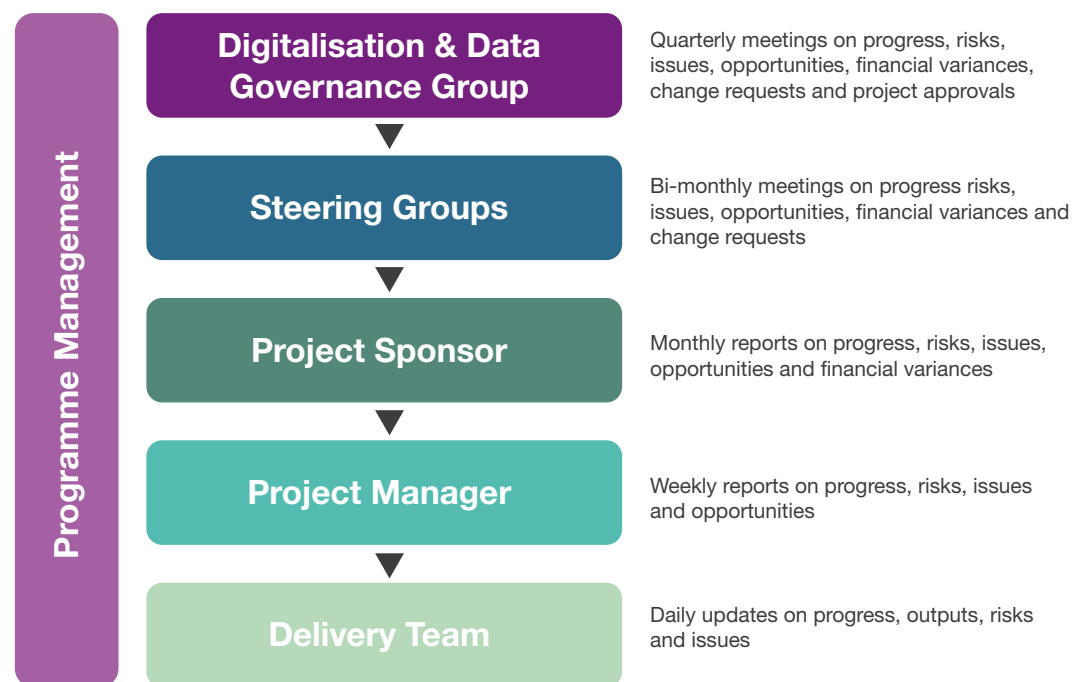 Programme Management
Digitalisation & Data
Governance Group
Quarterly meetings on progress, risks,
issues, opportunities, financial variances,
change requests and project approvals
Steering Groups
Bi-monthly meetings on progress risks,
issues, opportunities, financial variances and
change requests
Project Sponsor
Monthly reports on progress, risks, issues,
opportunities and financial variances
Project Manager
Weekly reports on progress, risks, issues
and opportunities
Delivery Team
Daily updates on progress, outputs, risks
and issues